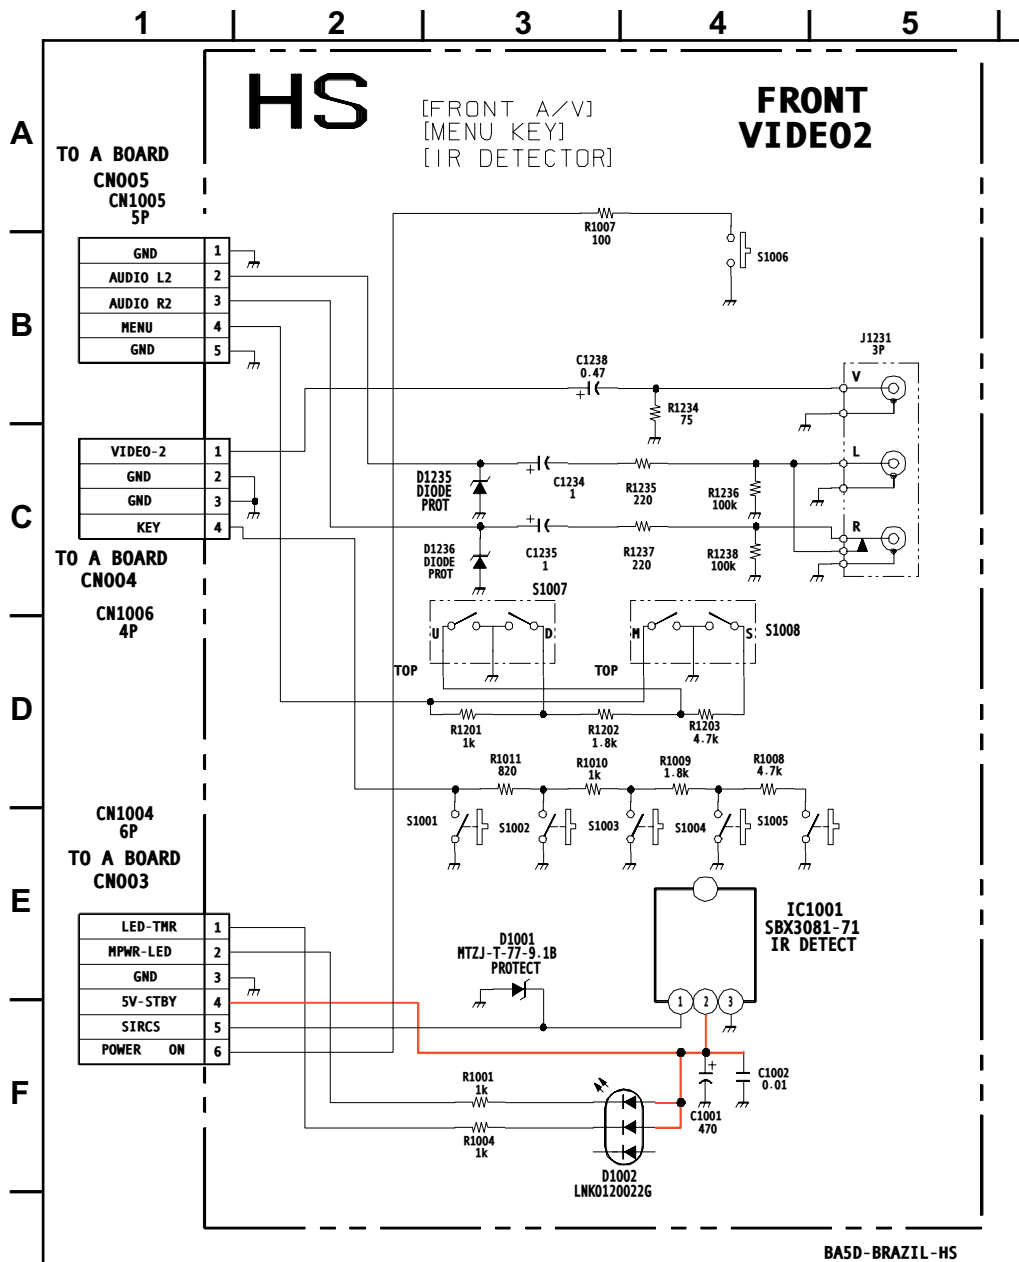 1 2 3 4 5
A
B
C
D
E
F
HS
[FRONT A/V]
[MENU KEY]
[IR DETECTOR]
FRONT
VIDEO2
TO A BOARD
CN005
CN1005
5P
GND 1
AUDIO L2 2
AUDIO R2 3
MENU 4
GND 5
R1007
100
S1006
J1231
3P
C1238
0.47
+
R1234
75
V
VIDEO-2 1
GND 2
GND 3
KEY 4
TO A BOARD
CN004
CN1006
4P
D1235
DIODE
PROT
+
C1234
1
R1235
220
R1236
100k
L
D1236
DIODE
PROT
+
C1235
1
R1237
220
R1238
100k
R
S1007
U D
TOP
S1008
M S
TOP
R1201
1k
R1202
1.8k
R1203
4.7k
R1011
820
R1010
1k
R1009
1.8k
R1008
4.7k
S1001
S1002
S1003
S1004
S1005
CN1004
6P
TO A BOARD
CN003
LED-TMR 1
MPWR-LED 2
GND 3
5V-STBY 4
SIRCS 5
POWER ON 6
D1001
MTZJ-T-77-9.1B
PROTECT
IC1001
SBX3081-71
IR DETECT
1 2 3
R1001
1k
R1004
1k
+
C1001
470
C1002
0.01
D1002
LNK0120022G
BA5D-BRAZIL-HS